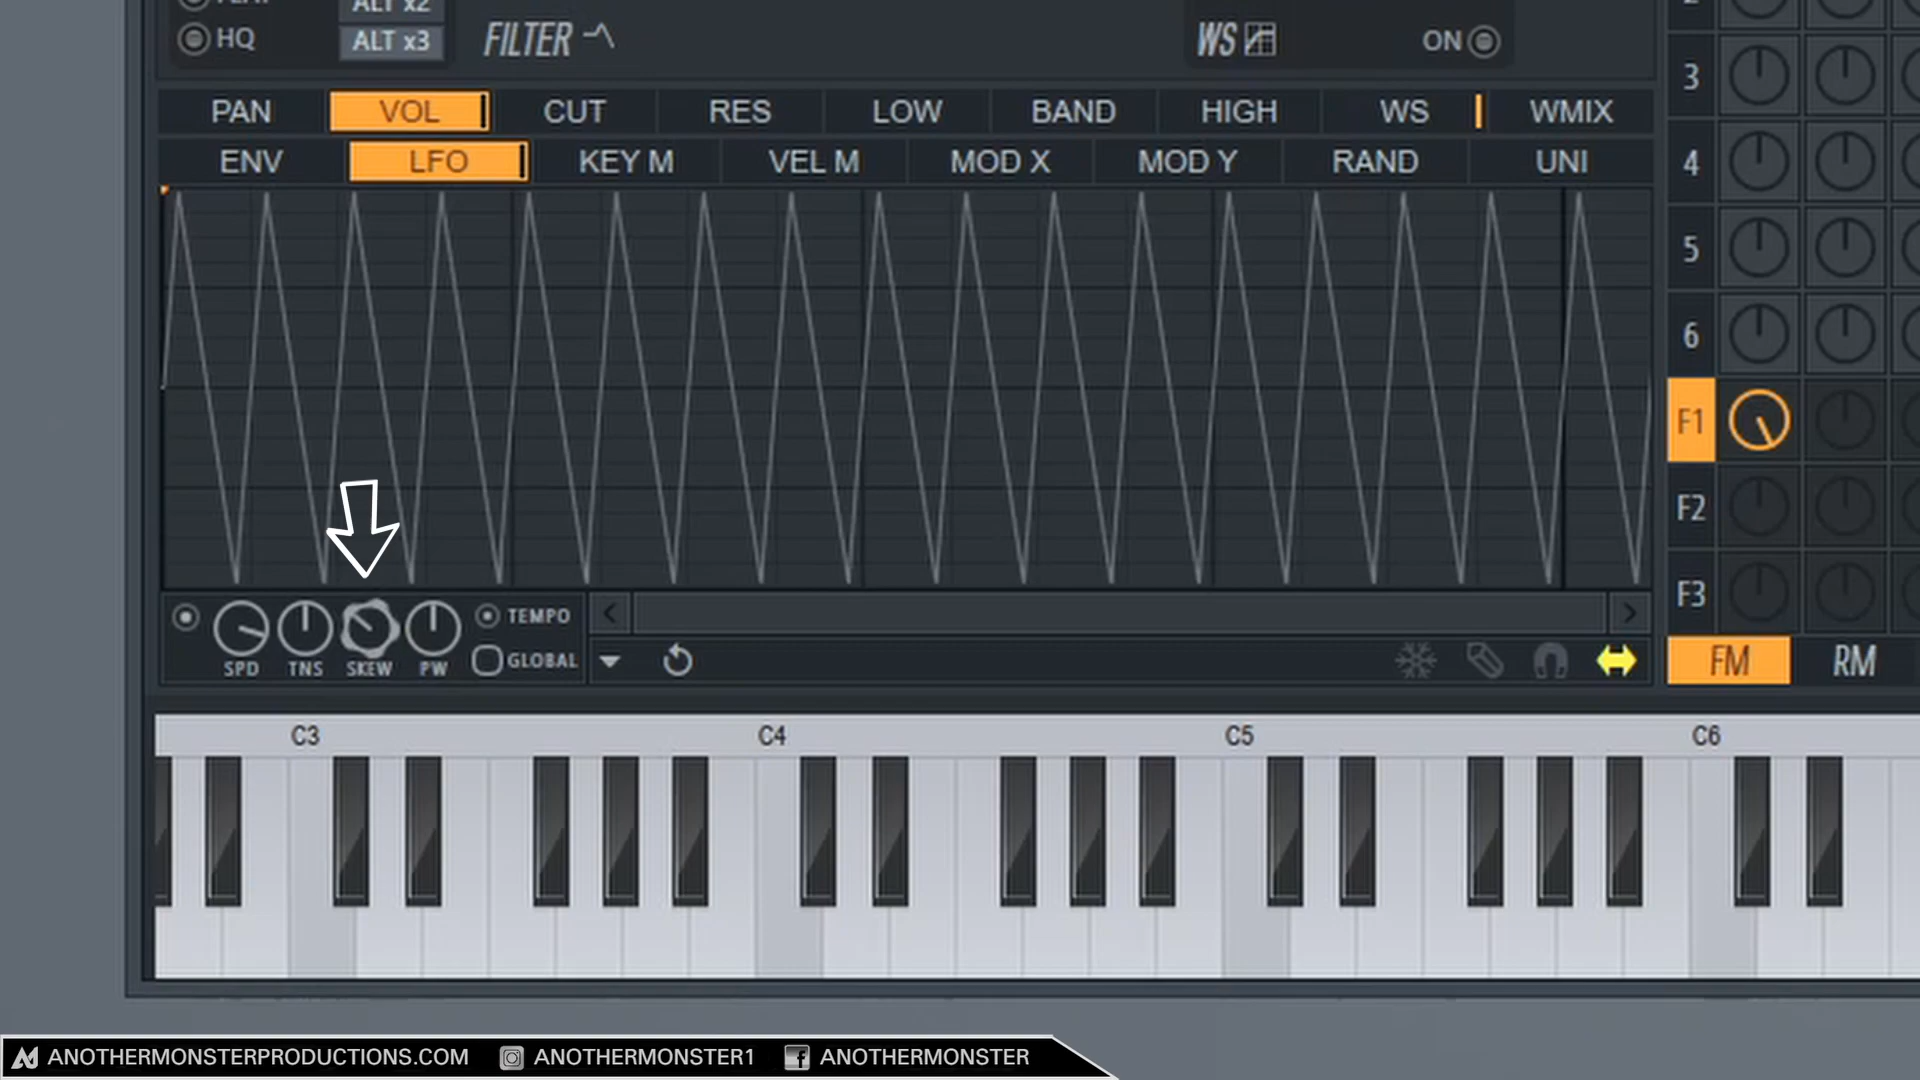 ALT x2
HQ ALT x3 FILTER WS ON
PAN VOL CUT RES LOW BAND HIGH WS WMIX
ENV LFO KEY M VEL M MOD X MOD Y RAND UNI
3
4
5
6
F1
F2
F3
TEMPO
SPD TNS SKEW PW GLOBAL
FM RM
C3 C4 C5 C6
ANOTHERMONSTERPRODUCTIONS.COM ANOTHERMONSTER1 ANOTHERMONSTER